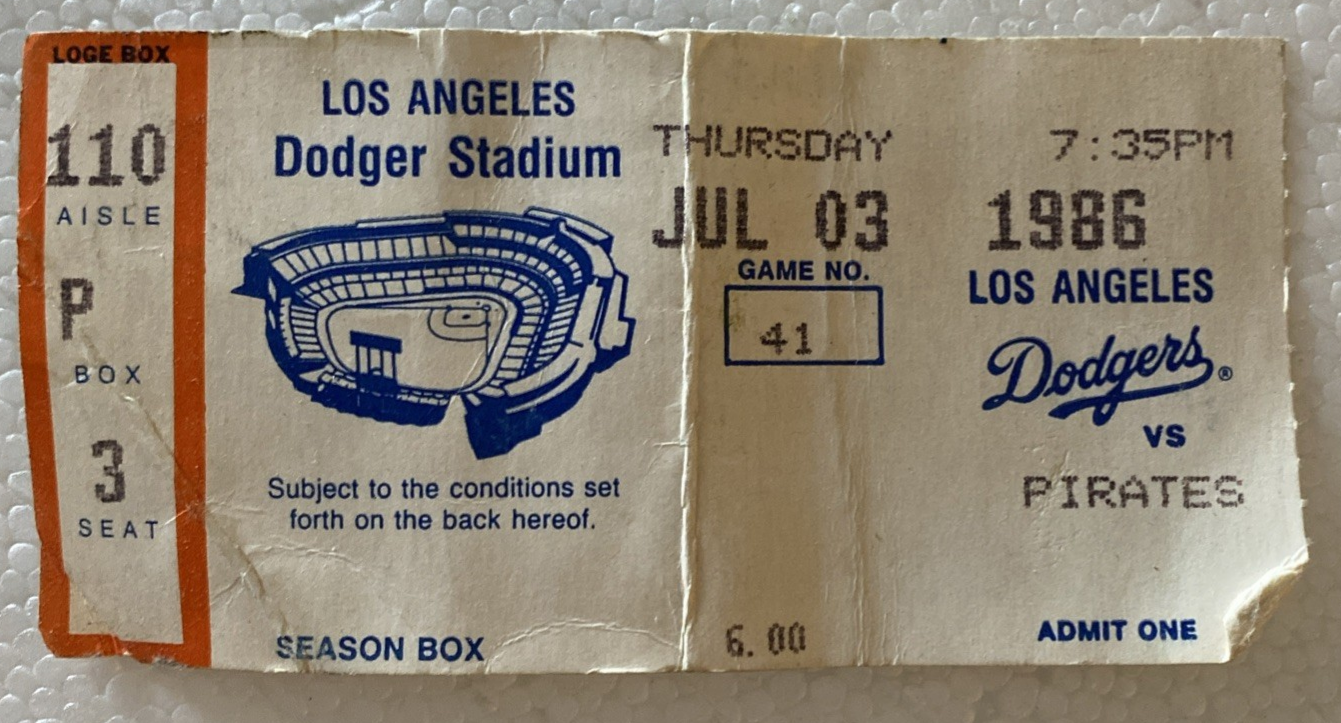 LOGE BOX
110
AISLE
P
BOX
3
SEAT
LOS ANGELES
Dodger Stadium
Subject to the conditions set
forth on the back hereof.
SEASON BOX
THURSDAY 7:35PM
JUL 03 1986
GAME NO.
41
LOS ANGELES
Dodgers®
VS
PIRATES
6.00
ADMIT ONE